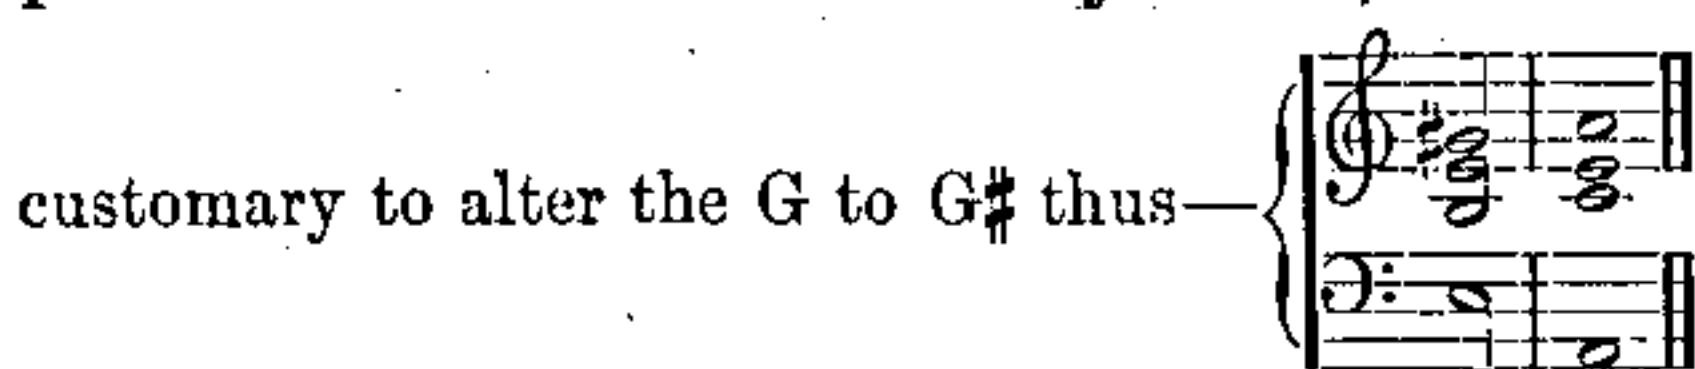 customary to alter the G to G♯ thus—